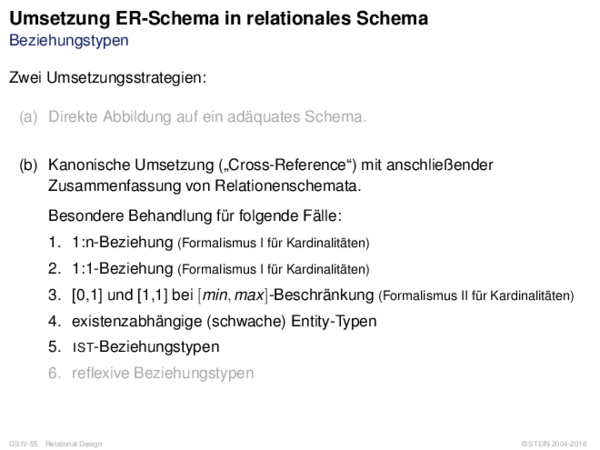 Umsetzung ER-Schema in relationales Schema
Beziehungstypen
Zwei Umsetzungsstrategien:
(a) Direkte Abbildung auf ein adäquates Schema.
(b) Kanonische Umsetzung („Cross-Reference“) mit anschließender
Zusammenfassung von Relationenschemata.
Besondere Behandlung für folgende Fälle:
1. 1:n-Beziehung (Formalismus I für Kardinalitäten)
2. 1:1-Beziehung (Formalismus I für Kardinalitäten)
3. [0,1] und [1,1] bei [min, max]-Beschränkung (Formalismus II für Kardinalitäten)
4. existenzabhängige (schwache) Entity-Typen
5. IST-Beziehungstypen
6. reflexive Beziehungstypen
DB:IV-55 Relational Design © STEIN 2004-2018